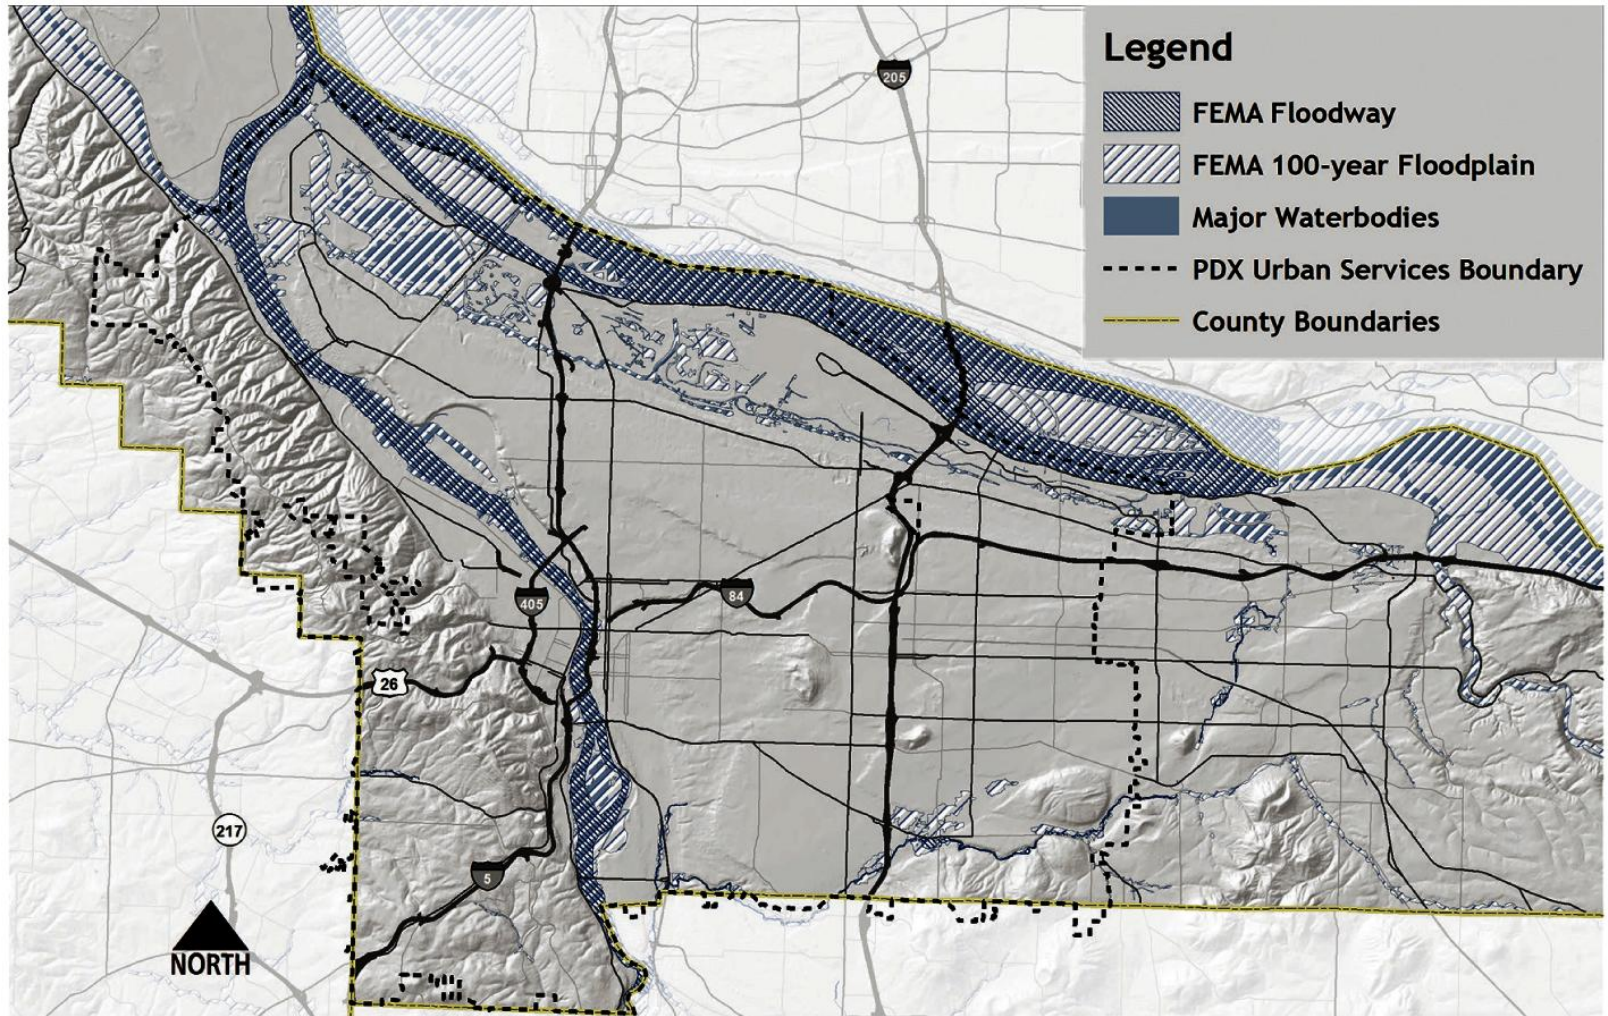 Legend
FEMA Floodway
FEMA 100-year Floodplain
Major Waterbodies
PDX Urban Services Boundary
County Boundaries
205
405
84
26
217
5
NORTH